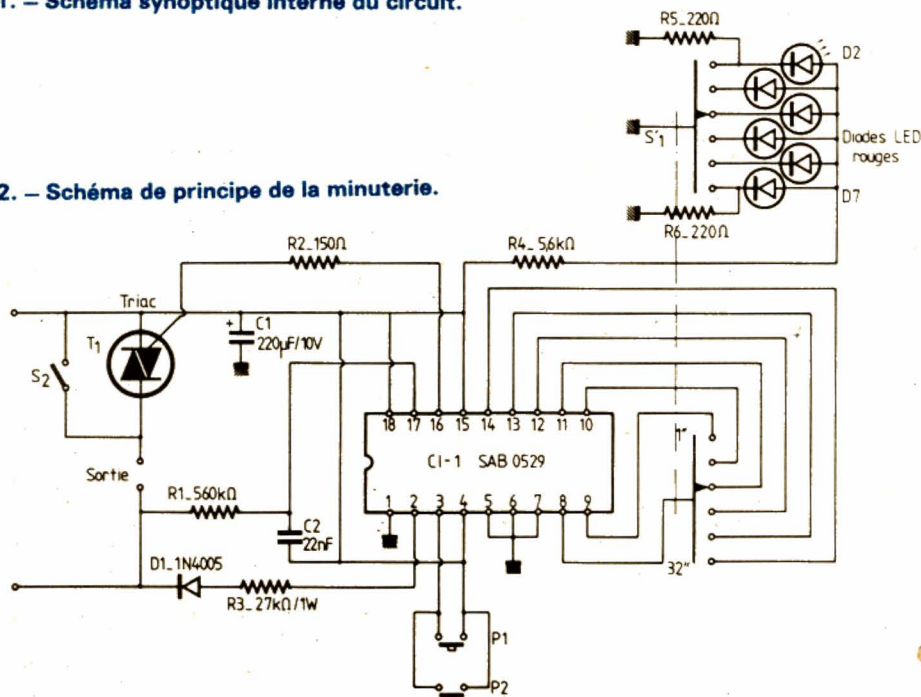 1. – Schéma synoptique interne du circuit.
R5_220Ω
D2
S'1
Diodes LED
rouges
D7
R6_220Ω
2. – Schéma de principe de la minuterie.
R2_150Ω
R4_5,6kΩ
Triac
T1
+ C1
220µF/10V
S2
18 17 16 15 14 13 12 11 10
CI-1 SAB 0529
1"
Sortie
R1_560kΩ
1 2 3 4 5 6 7 8 9
C2
22nF
32"
D1_1N4005
R3_27kΩ/1W
P1
P2